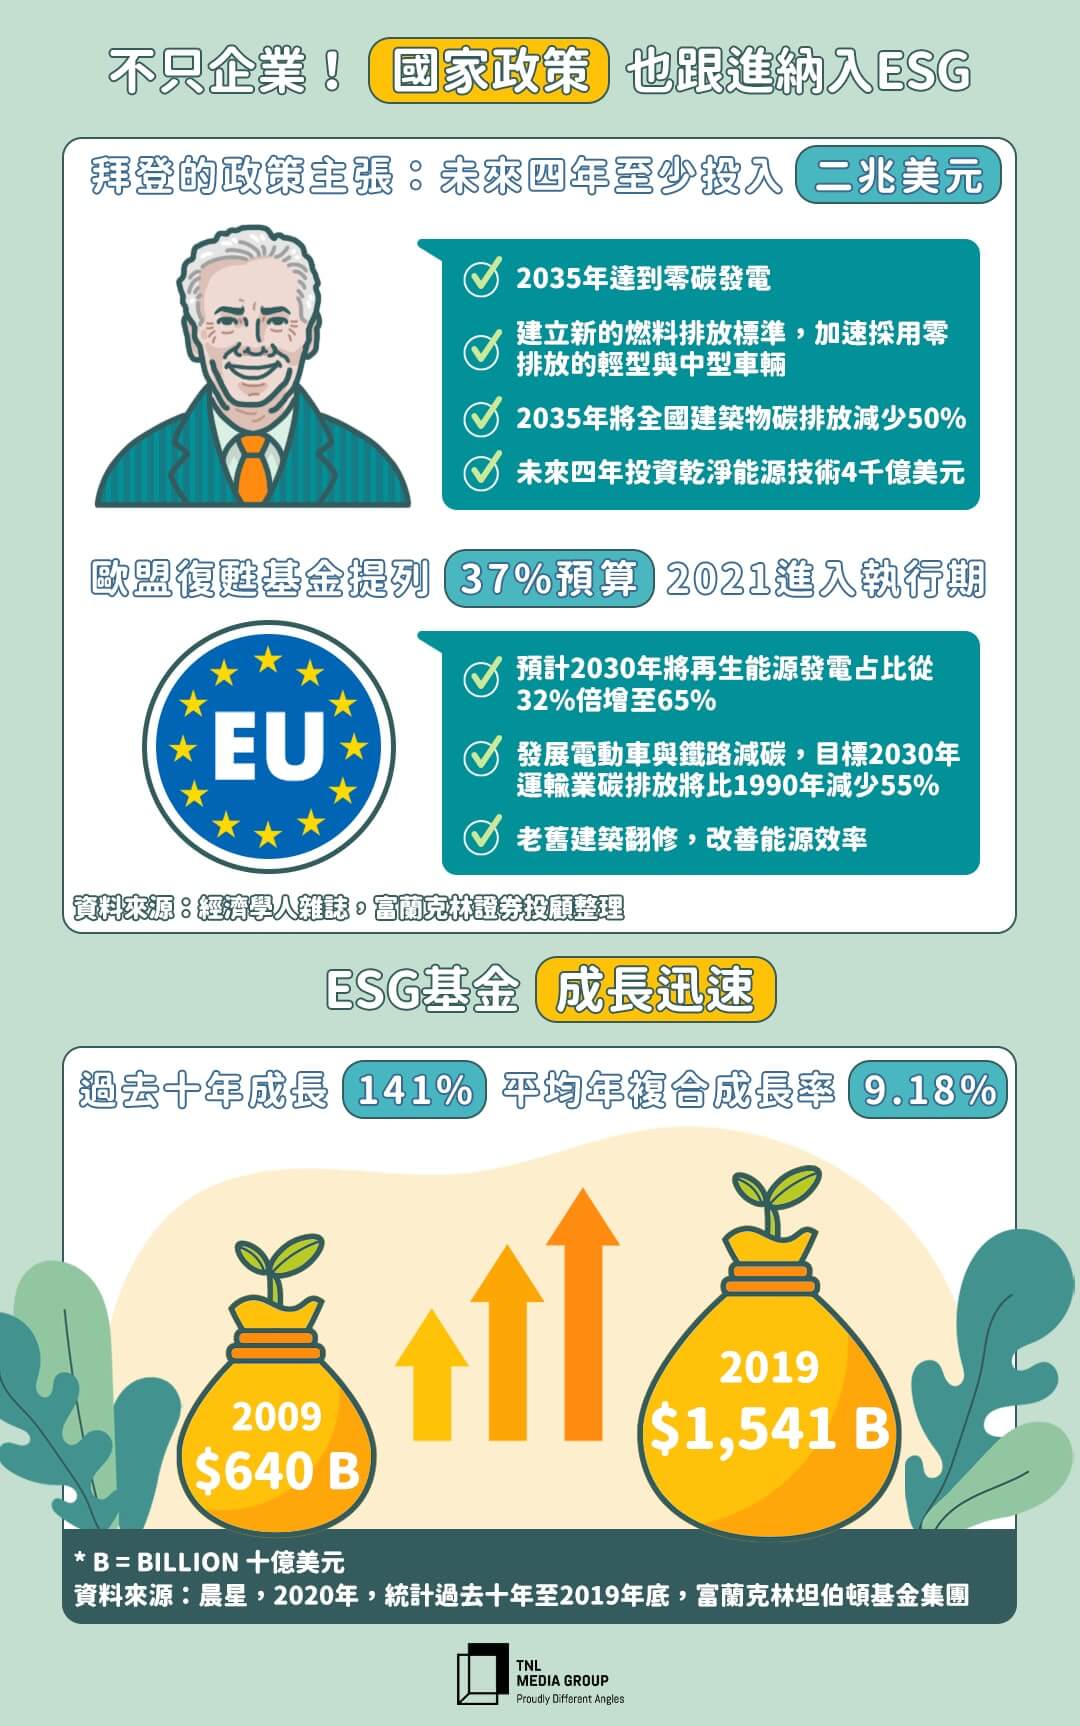 不只企業！ 國家政策 也跟進納入ESG
拜登的政策主張：未來四年至少投入 二兆美元
2035年達到零碳發電
建立新的燃料排放標準，加速採用零
排放的輕型與中型車輛
2035年將全國建築物碳排放減少50%
未來四年投資乾淨能源技術4千億美元
歐盟復甦基金提列 37%預算 2021進入執行期
EU
預計2030年將再生能源發電占比從
32%倍增至65%
發展電動車與鐵路減碳，目標2030年
運輸業碳排放將比1990年減少55%
老舊建築翻修，改善能源效率
資料來源：經濟學人雜誌，富蘭克林證券投顧整理
ESG基金 成長迅速
過去十年成長 141% 平均年複合成長率 9.18%
2009
$640 B
2019
$1,541 B
* B = BILLION 十億美元
資料來源：晨星，2020年，統計過去十年至2019年底，富蘭克林坦伯頓基金集團
TNL
MEDIA GROUP
Proudly Different Angles